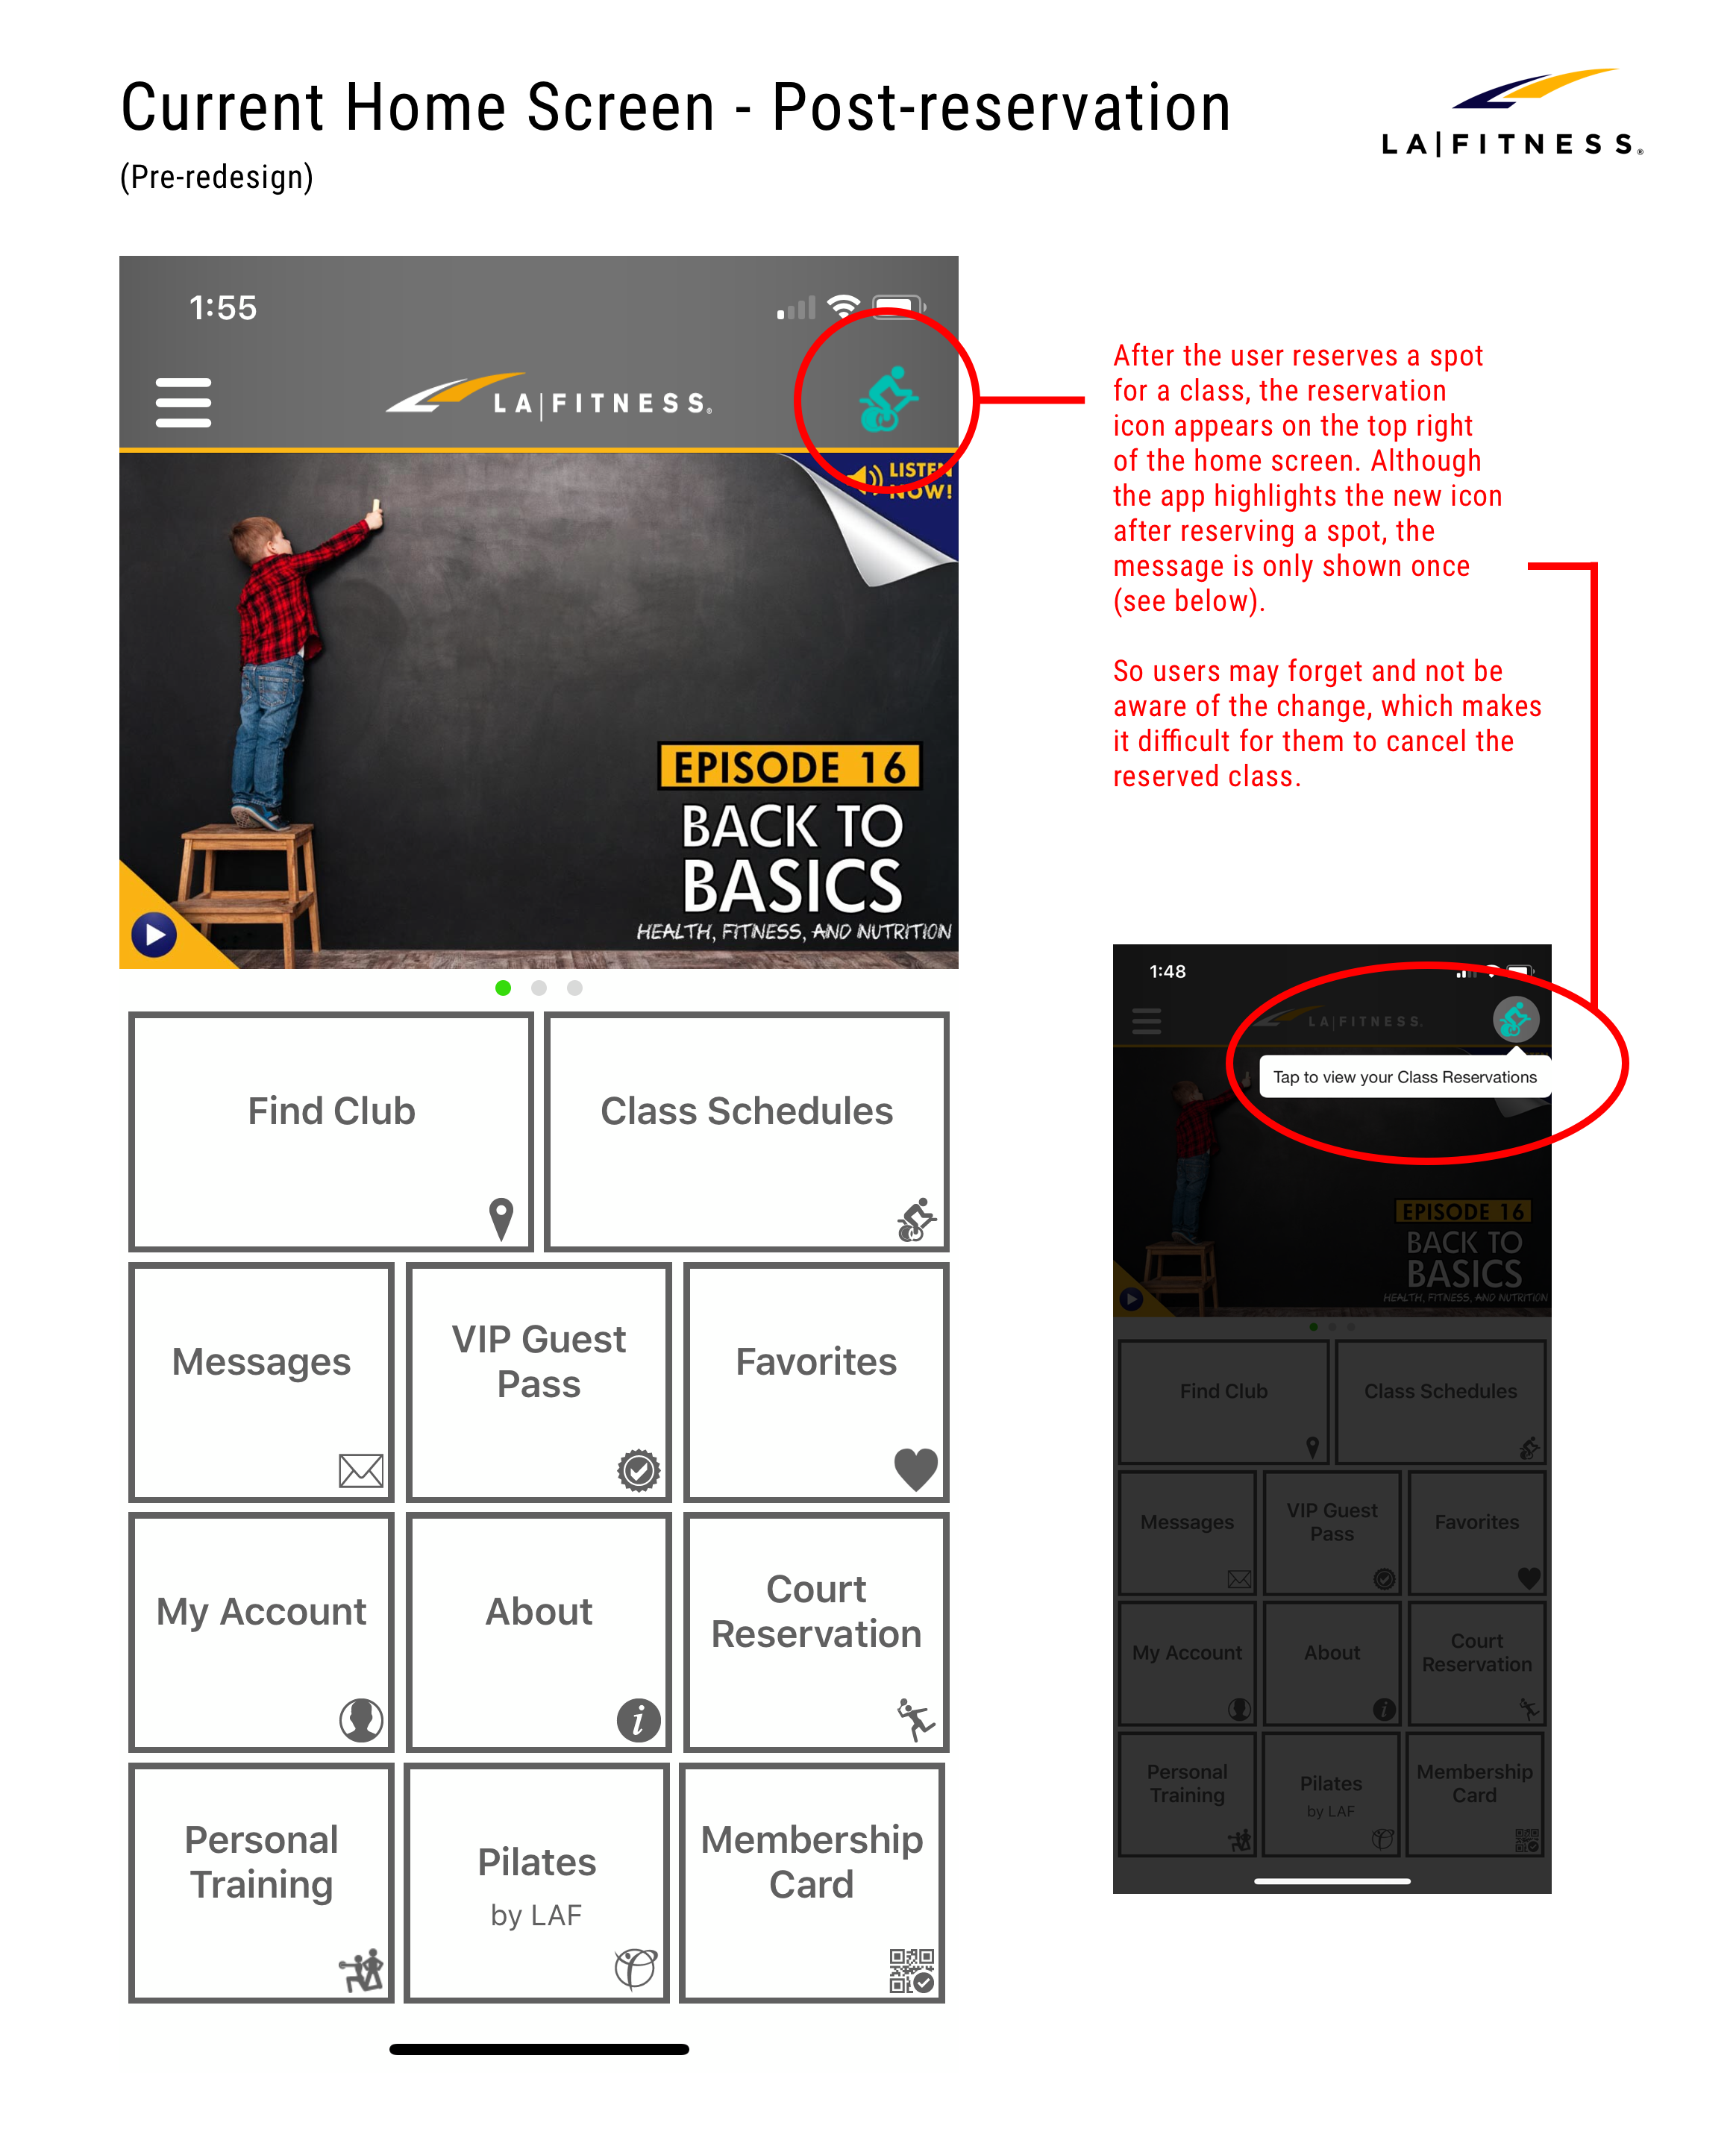 Current Home Screen - Post-reservation
(Pre-redesign)
LA|FITNESS®
1:55
LA|FITNESS®
LISTEN
NOW!
EPISODE 16
BACK TO
BASICS
HEALTH, FITNESS, AND NUTRITION
Find Club
Class Schedules
Messages
VIP Guest
Pass
Favorites
My Account
About
Court
Reservation
Personal
Training
Pilates
by LAF
Membership
Card
After the user reserves a spot
for a class, the reservation
icon appears on the top right
of the home screen. Although
the app highlights the new icon
after reserving a spot, the
message is only shown once
(see below).
So users may forget and not be
aware of the change, which makes
it difficult for them to cancel the
reserved class.
1:48
LA|FITNESS.
Tap to view your Class Reservations
EPISODE 16
BACK TO
BASICS
HEALTH, FITNESS, AND NUTRITION
Find Club
Class Schedules
Messages
VIP Guest
Pass
Favorites
My Account
About
Court
Reservation
Personal
Training
Pilates
by LAF
Membership
Card